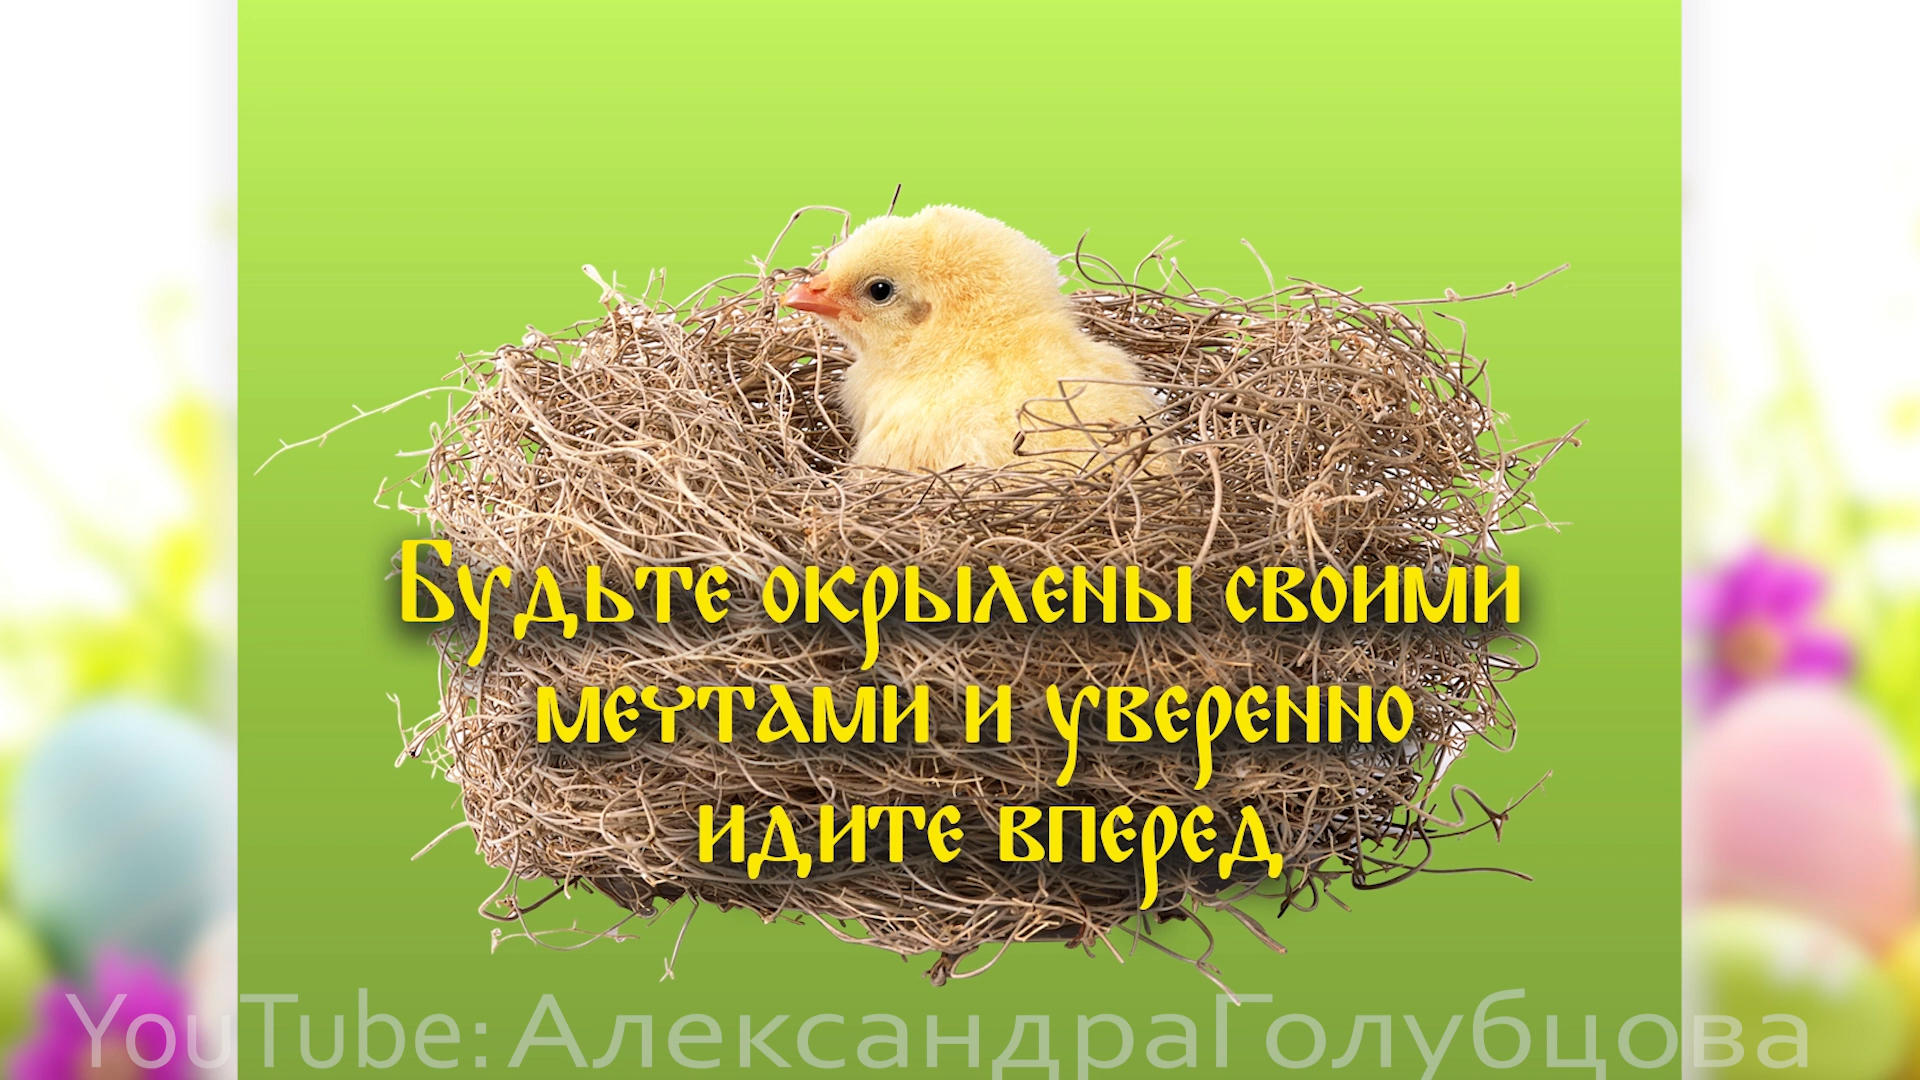 Будьте окрылены своими
мечтами и уверенно
идите вперед
YouTube: АлександраГолубцова